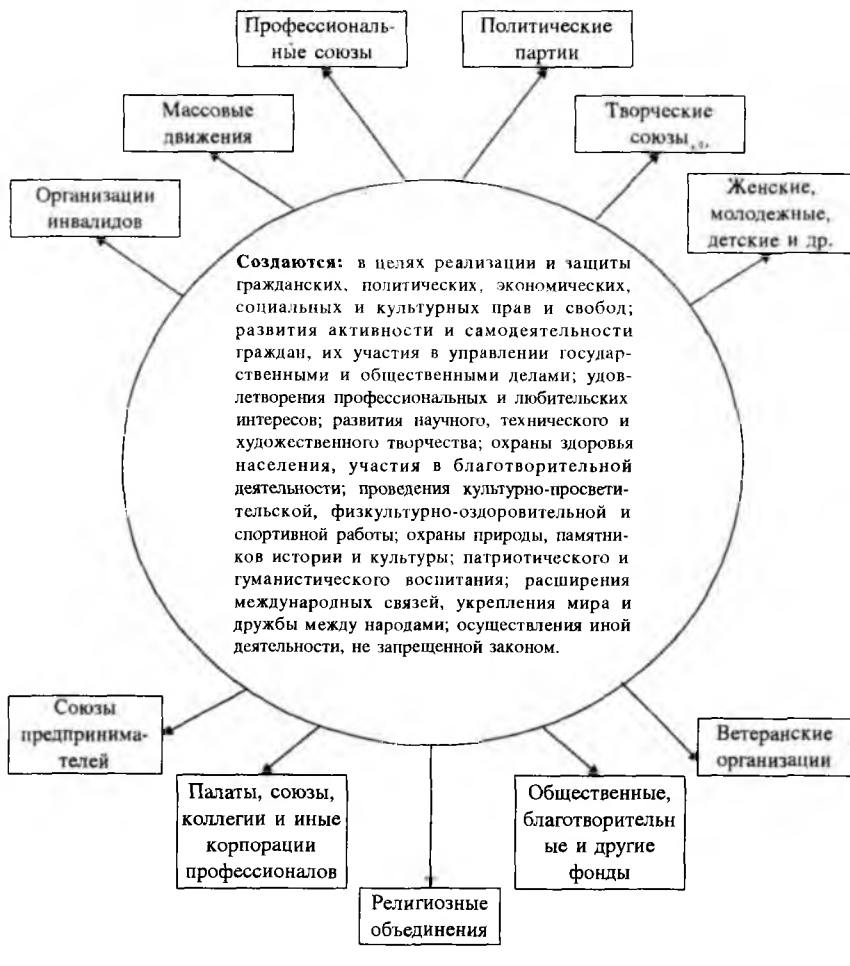 Профессиональ-
ные союзы
Политические
партии
Массовые
движения
Творческие
союзы
Организации
инвалидов
Женские,
молодежные,
детские и др.
Создаются: в целях реализации и защиты
гражданских, политических, экономических,
социальных и культурных прав и свобод;
развития активности и самодеятельности
граждан, их участия в управлении государ-
ственными и общественными делами; удов-
летворения профессиональных и любительских
интересов; развития научного, технического и
художественного творчества; охраны здоровья
населения, участия в благотворительной
деятельности; проведения культурно-просвети-
тельской, физкультурно-оздоровительной и
спортивной работы; охраны природы, памятни-
ков истории и культуры; патриотического и
гуманистического воспитания; расширения
международных связей, укрепления мира и
дружбы между народами; осуществления иной
деятельности, не запрещенной законом.
Союзы
предпринима-
телей
Ветеранские
организации
Палаты, союзы,
коллегии и иные
корпорации
профессионалов
Общественные,
благотворительн
ые и другие
фонды
Религиозные
объединения